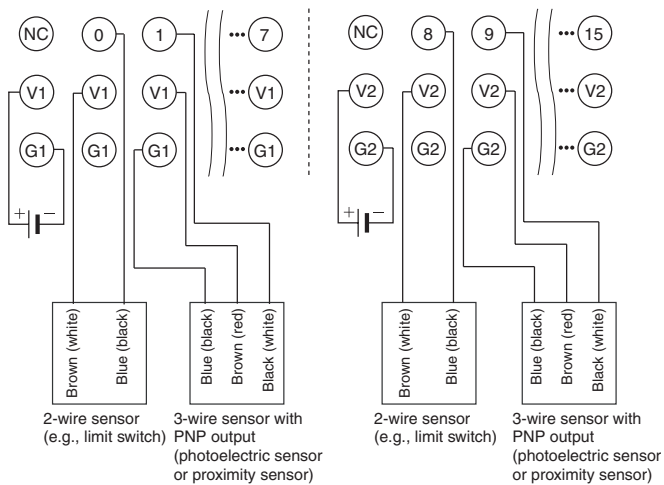 NC 0 1 ••• 7
V1 V1 V1 ••• V1
G1 G1 G1 ••• G1
+ −
Brown (white)
Blue (black)
Blue (black)
Brown (red)
Black (white)
2-wire sensor
(e.g., limit switch)
3-wire sensor with
PNP output
(photoelectric sensor
or proximity sensor)
NC 8 9 ••• 15
V2 V2 V2 ••• V2
G2 G2 G2 ••• G2
+ −
Brown (white)
Blue (black)
Blue (black)
Brown (red)
Black (white)
2-wire sensor
(e.g., limit switch)
3-wire sensor with
PNP output
(photoelectric sensor
or proximity sensor)